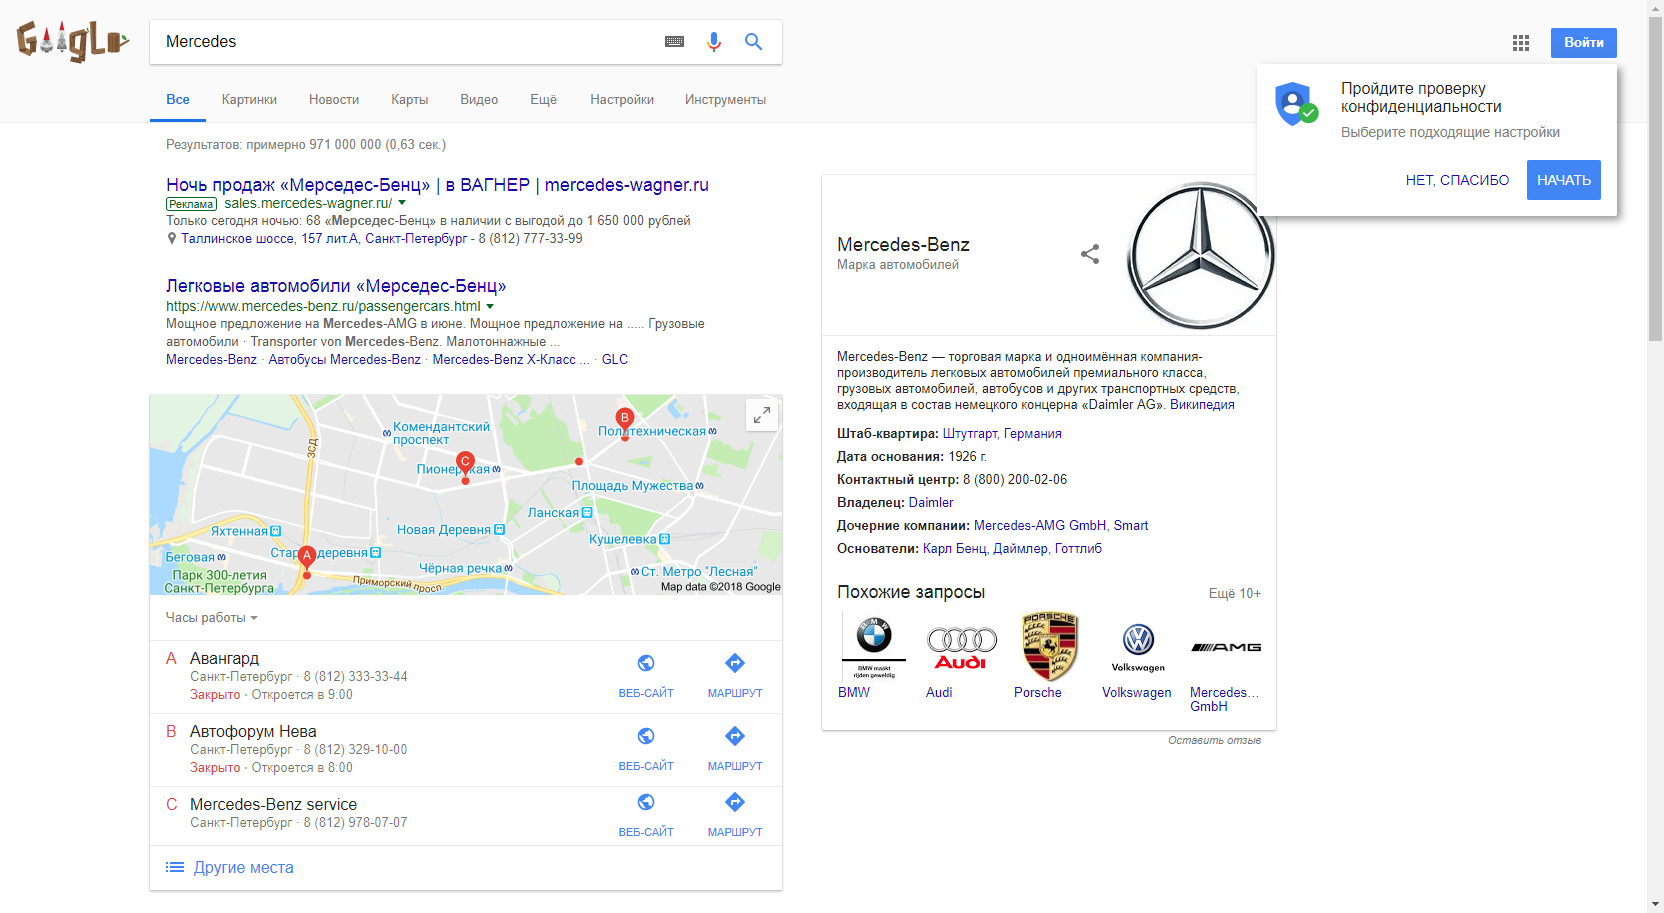 Google
Mercedes
Войти
Все Картинки Новости Карты Видео Ещё Настройки Инструменты
Пройдите проверку
конфиденциальности
Выберите подходящие настройки
НЕТ, СПАСИБО НАЧАТЬ
Результатов: примерно 971 000 000 (0,63 сек.)
Ночь продаж «Мерседес-Бенц» | в ВАГНЕР | mercedes-wagner.ru
Реклама sales.mercedes-wagner.ru/
Только сегодня ночью: 68 «Мерседес-Бенц» в наличии с выгодой до 1 650 000 рублей
Таллинское шоссе, 157 лит.А, Санкт-Петербург - 8 (812) 777-33-99
Легковые автомобили «Мерседес-Бенц»
https://www.mercedes-benz.ru/passengercars.html
Мощное предложение на Mercedes-AMG в июне. Мощное предложение на ..... Грузовые
автомобили · Transporter von Mercedes-Benz. Малотоннажные ...
Mercedes-Benz · Автобусы Mercedes-Benz · Mercedes-Benz X-Класс ... · GLC
ЗСД
Комендантский
проспект
B
Политехническая
C
Пионерская
Площадь Мужества
Ланская
Новая Деревня
Яхтенная
Кушелевка
Беговая
A
Старая деревня
Чёрная речка
Ст. Метро "Лесная"
Парк 300-летия
Санкт-Петербурга
Приморский просп.
Map data ©2018 Google
Часы работы
A Авангард
Санкт-Петербург · 8 (812) 333-33-44
Закрыто · Откроется в 9:00
ВЕБ-САЙТ МАРШРУТ
B Автофорум Нева
Санкт-Петербург · 8 (812) 329-10-00
Закрыто · Откроется в 8:00
ВЕБ-САЙТ МАРШРУТ
C Mercedes-Benz service
Санкт-Петербург · 8 (812) 978-07-07
ВЕБ-САЙТ МАРШРУТ
Другие места
Mercedes-Benz
Марка автомобилей
Mercedes-Benz — торговая марка и одноимённая компания-
производитель легковых автомобилей премиального класса,
грузовых автомобилей, автобусов и других транспортных средств,
входящая в состав немецкого концерна «Daimler AG». Википедия
Штаб-квартира: Штутгарт, Германия
Дата основания: 1926 г.
Контактный центр: 8 (800) 200-02-06
Владелец: Daimler
Дочерние компании: Mercedes-AMG GmbH, Smart
Основатели: Карл Бенц, Даймлер, Готтлиб
Похожие запросы Ещё 10+
BMW
BMW maakt
rijden geweldig
Audi
PORSCHE
Volkswagen
AMG
BMW Audi Porsche Volkswagen Mercedes...
GmbH
Оставить отзыв